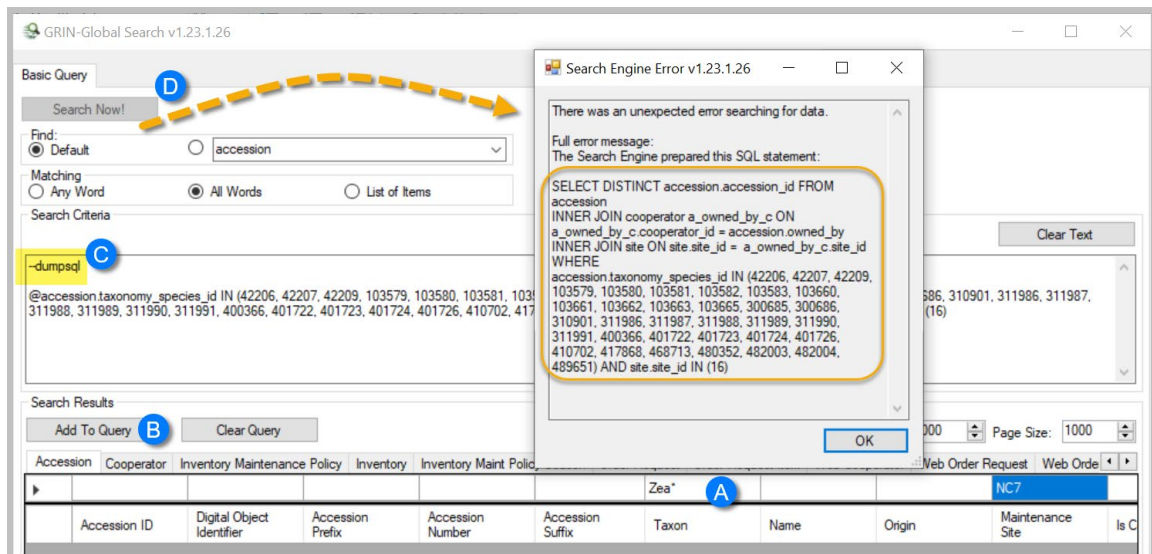 GRIN-Global Search v1.23.1.26
Basic Query
D
Search Now!
Find:
Default
accession
Matching
Any Word
All Words
List of Items
Search Criteria
Clear Text
--dumpsql
C
@accession.taxonomy_species_id IN (42206, 42207, 42209, 103579, 103580, 103581, 103 686, 310901, 311986, 311987,
311988, 311989, 311990, 311991, 400366, 401722, 401723, 401724, 401726, 410702, 417 (16)
Search Engine Error v1.23.1.26
There was an unexpected error searching for data.
Full error message:
The Search Engine prepared this SQL statement:
SELECT DISTINCT accession.accession_id FROM
accession
INNER JOIN cooperator a_owned_by_c ON
a_owned_by_c.cooperator_id = accession.owned_by
INNER JOIN site ON site.site_id = a_owned_by_c.site_id
WHERE
accession.taxonomy_species_id IN (42206, 42207, 42209,
103579, 103580, 103581, 103582, 103583, 103660,
103661, 103662, 103663, 103665, 300685, 300686,
310901, 311986, 311987, 311988, 311989, 311990,
311991, 400366, 401722, 401723, 401724, 401726,
410702, 417868, 468713, 480352, 482003, 482004,
489651) AND site.site_id IN (16)
OK
Search Results
Add To Query
B
Clear Query
000 Page Size: 1000
Accession Cooperator Inventory Maintenance Policy Inventory Inventory Maint Polic Web Order Request Web Orde
Zea*
A
NC7
Accession ID
Digital Object
Identifier
Accession
Prefix
Accession
Number
Accession
Suffix
Taxon
Name
Origin
Maintenance
Site
Is C